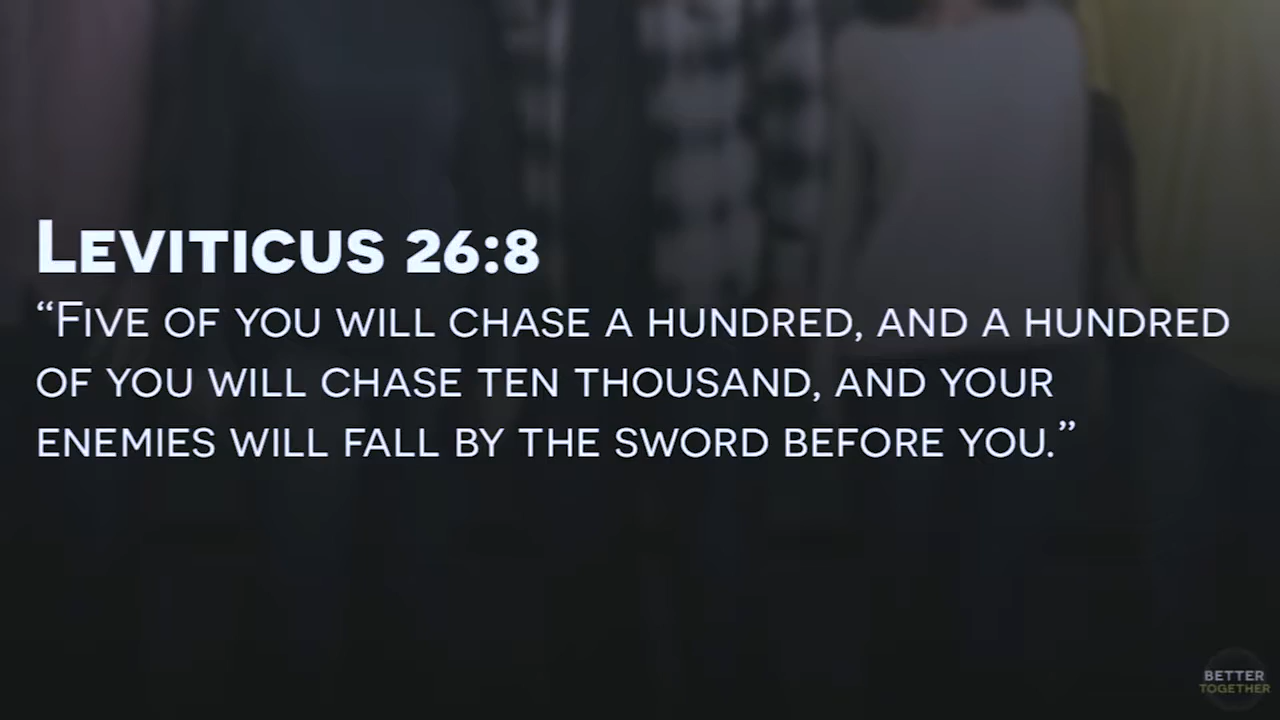 Leviticus 26:8
“Five of you will chase a hundred, and a hundred
of you will chase ten thousand, and your
enemies will fall by the sword before you.”
BETTER
TOGETHER